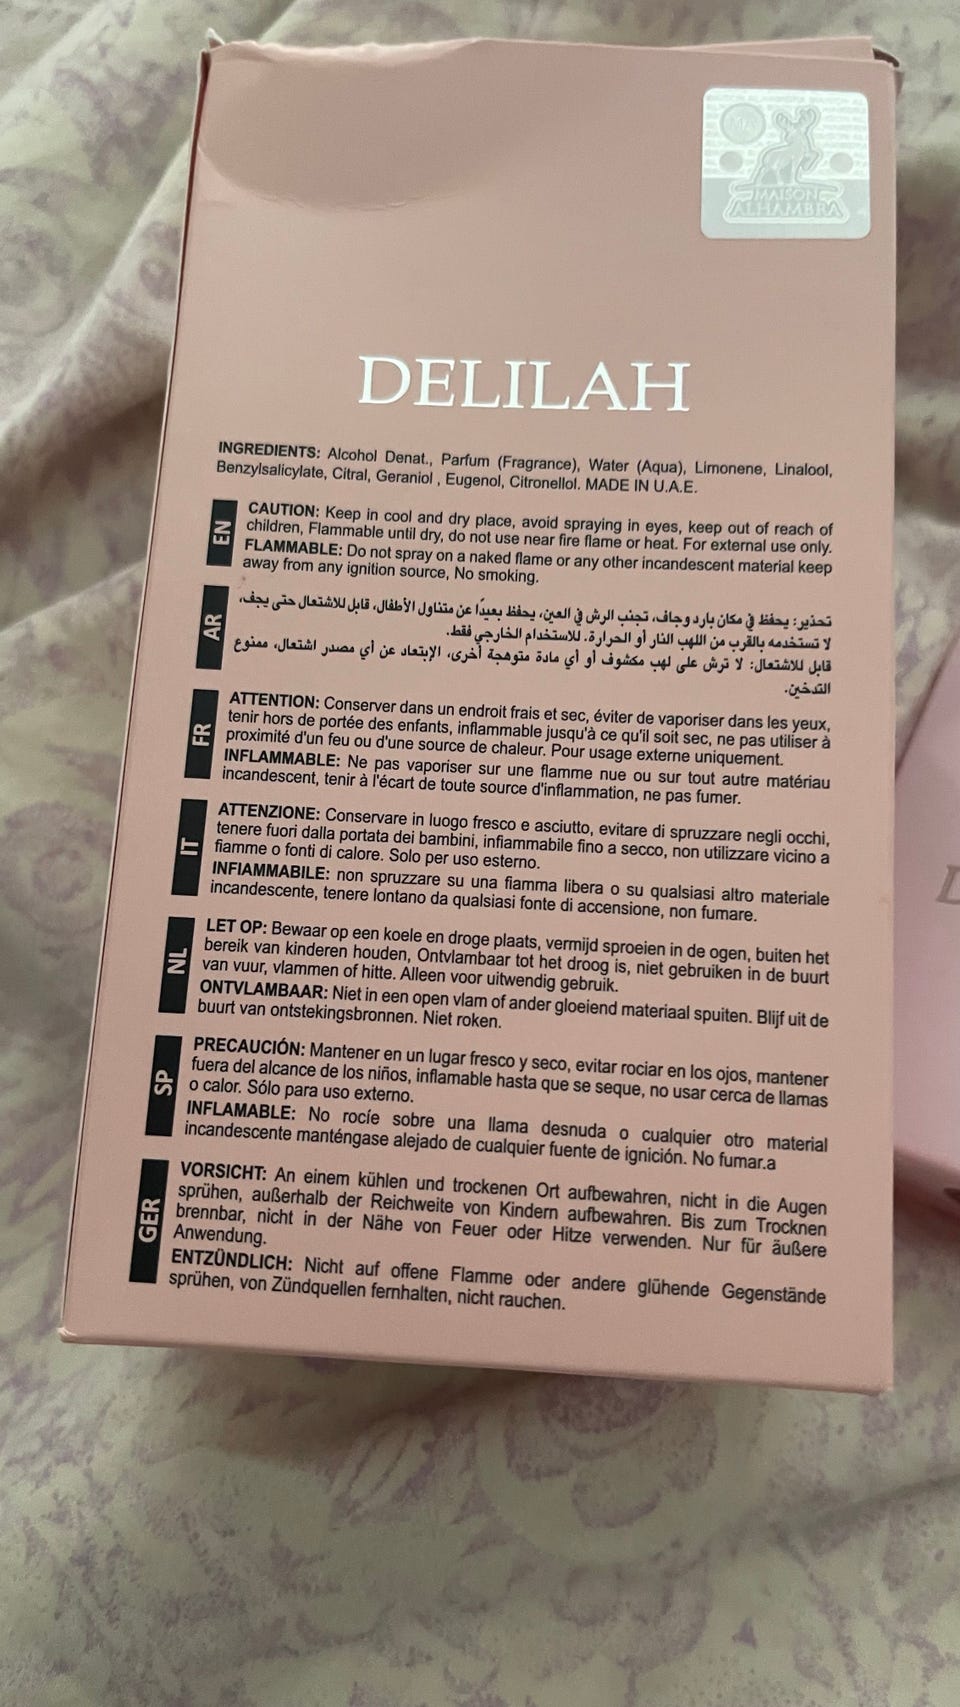 MA
MAISON
ALHAMBRA
DELILAH
INGREDIENTS: Alcohol Denat., Parfum (Fragrance), Water (Aqua), Limonene, Linalool,
Benzylsalicylate, Citral, Geraniol , Eugenol, Citronellol. MADE IN U.A.E.
EN
CAUTION: Keep in cool and dry place, avoid spraying in eyes, keep out of reach of
children, Flammable until dry, do not use near fire flame or heat. For external use only.
FLAMMABLE: Do not spray on a naked flame or any other incandescent material keep
away from any ignition source, No smoking.
AR
تحذير: يحفظ في مكان بارد وجاف، تجنب الرش في العين، يحفظ بعيدًا عن متناول الأطفال، قابل للاشتعال حتى يجف،
لا تستخدمه بالقرب من اللهب النار أو الحرارة. للاستخدام الخارجي فقط.
قابل للاشتعال: لا ترش على لهب مكشوف أو أي مادة متوهجة أخرى، الإبتعاد عن أي مصدر اشتعال، ممنوع
التدخين.
FR
ATTENTION: Conserver dans un endroit frais et sec, éviter de vaporiser dans les yeux,
tenir hors de portée des enfants, inflammable jusqu'à ce qu'il soit sec, ne pas utiliser à
proximité d'un feu ou d'une source de chaleur. Pour usage externe uniquement.
INFLAMMABLE: Ne pas vaporiser sur une flamme nue ou sur tout autre matériau
incandescent, tenir à l'écart de toute source d'inflammation, ne pas fumer.
IT
ATTENZIONE: Conservare in luogo fresco e asciutto, evitare di spruzzare negli occhi,
tenere fuori dalla portata dei bambini, infiammabile fino a secco, non utilizzare vicino a
fiamme o fonti di calore. Solo per uso esterno.
INFIAMMABILE: non spruzzare su una fiamma libera o su qualsiasi altro materiale
incandescente, tenere lontano da qualsiasi fonte di accensione, non fumare.
NL
LET OP: Bewaar op een koele en droge plaats, vermijd sproeien in de ogen, buiten het
bereik van kinderen houden, Ontvlambaar tot het droog is, niet gebruiken in de buurt
van vuur, vlammen of hitte. Alleen voor uitwendig gebruik.
ONTVLAMBAAR: Niet in een open vlam of ander gloeiend materiaal spuiten. Blijf uit de
buurt van ontstekingsbronnen. Niet roken.
SP
PRECAUCIÓN: Mantener en un lugar fresco y seco, evitar rociar en los ojos, mantener
fuera del alcance de los niños, inflamable hasta que se seque, no usar cerca de llamas
o calor. Sólo para uso externo.
INFLAMABLE: No rocíe sobre una llama desnuda o cualquier otro material
incandescente manténgase alejado de cualquier fuente de ignición. No fumar.a
GER
VORSICHT: An einem kühlen und trockenen Ort aufbewahren, nicht in die Augen
sprühen, außerhalb der Reichweite von Kindern aufbewahren. Bis zum Trocknen
brennbar, nicht in der Nähe von Feuer oder Hitze verwenden. Nur für äußere
Anwendung.
ENTZÜNDLICH: Nicht auf offene Flamme oder andere glühende Gegenstände
sprühen, von Zündquellen fernhalten, nicht rauchen.